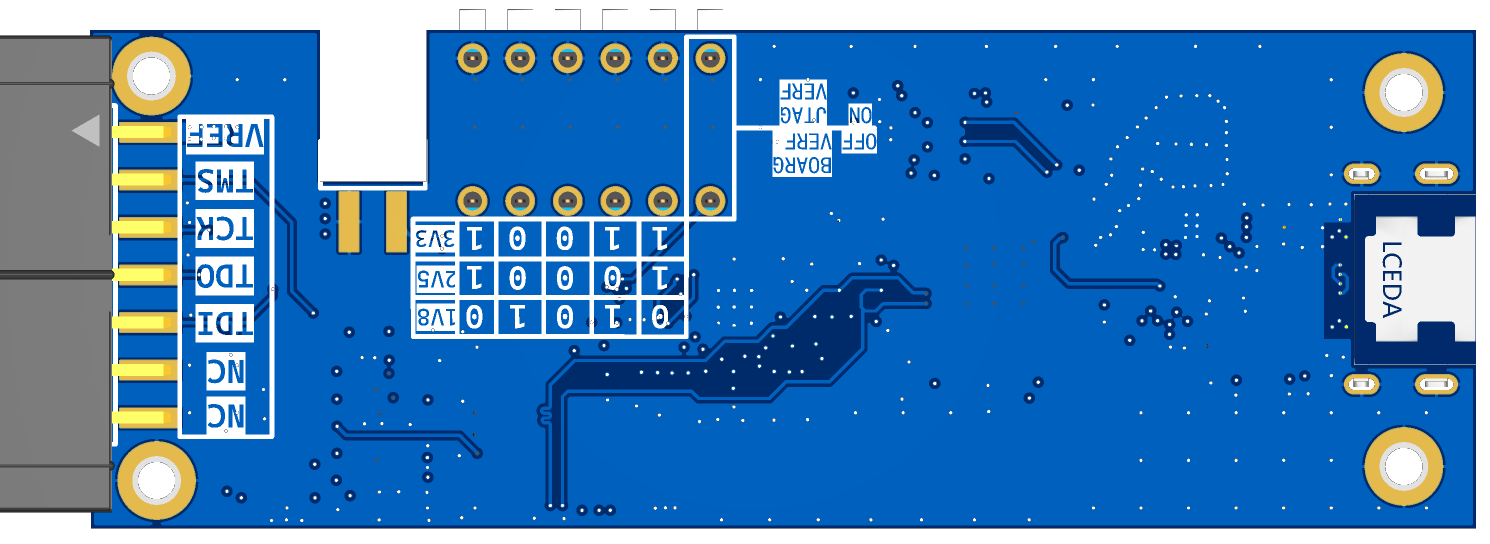 LCEDA
BOARG
OFF VERF
ON JTAG
VERF
0 1 0 1 0 1V8
1 0 0 0 1 2V5
1 1 0 0 1 3V3
NC
NC
TDI
TDO
TCK
TMS
VREF